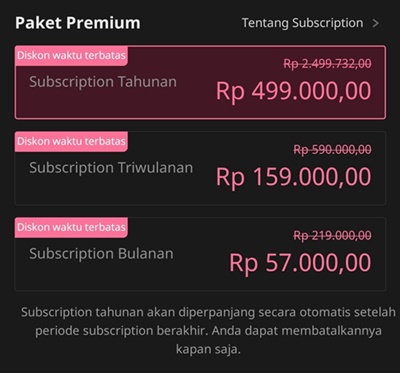 Paket Premium
Tentang Subscription >
Diskon waktu terbatas
Rp 2.499.732,00
Subscription Tahunan
Rp 499.000,00
Diskon waktu terbatas
Rp 590.000,00
Subscription Triwulanan
Rp 159.000,00
Diskon waktu terbatas
Rp 219.000,00
Subscription Bulanan
Rp 57.000,00
Subscription tahunan akan diperpanjang secara otomatis setelah
periode subscription berakhir. Anda dapat membatalkannya
kapan saja.